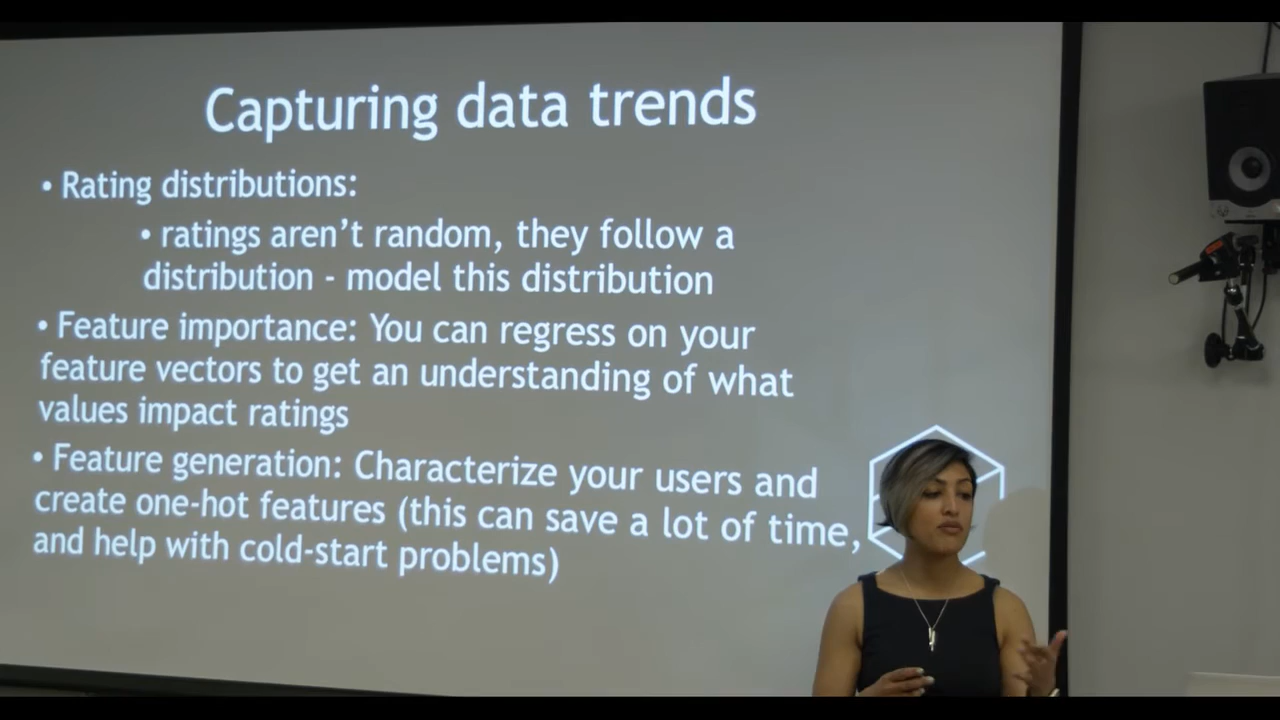 Capturing data trends
• Rating distributions:
• ratings aren't random, they follow a
distribution - model this distribution
• Feature importance: You can regress on your
feature vectors to get an understanding of what
values impact ratings
• Feature generation: Characterize your users and
create one-hot features (this can save a lot of time,
and help with cold-start problems)